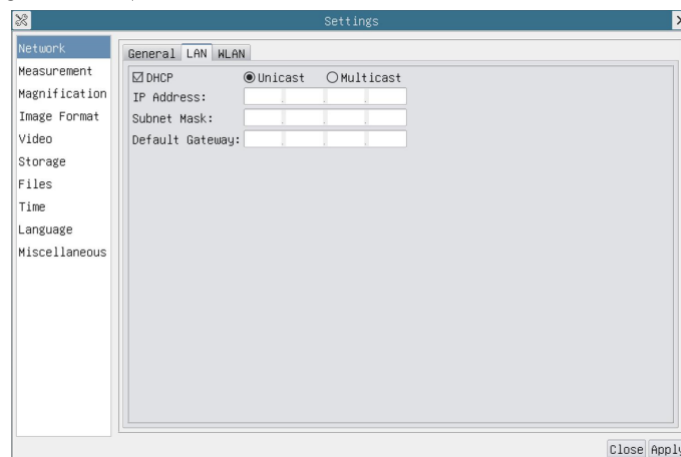 Settings
Network
Measurement
Magnification
Image Format
Video
Storage
Files
Time
Language
Miscellaneous
General LAN WLAN
DHCP Unicast Multicast
IP Address:
Subnet Mask:
Default Gateway:
Close Apply